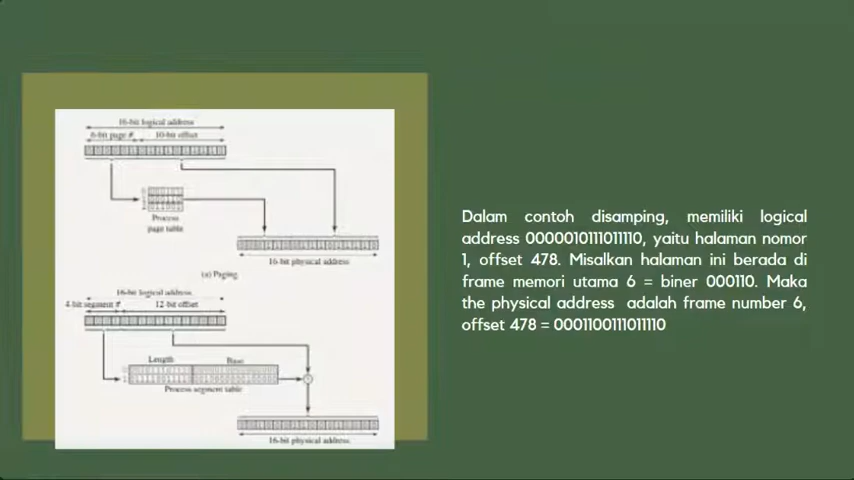 16-bit logical address
6-bit page # 10-bit offset
Process
page table
16-bit physical address
(a) Paging
16-bit logical address
4-bit segment # 12-bit offset
Length Base
Process segment table
16-bit physical address
Dalam contoh disamping, memiliki logical
address 0000010111011110, yaitu halaman nomor
1, offset 478. Misalkan halaman ini berada di
frame memori utama 6 = biner 000110. Maka
the physical address adalah frame number 6,
offset 478 = 0001100111011110